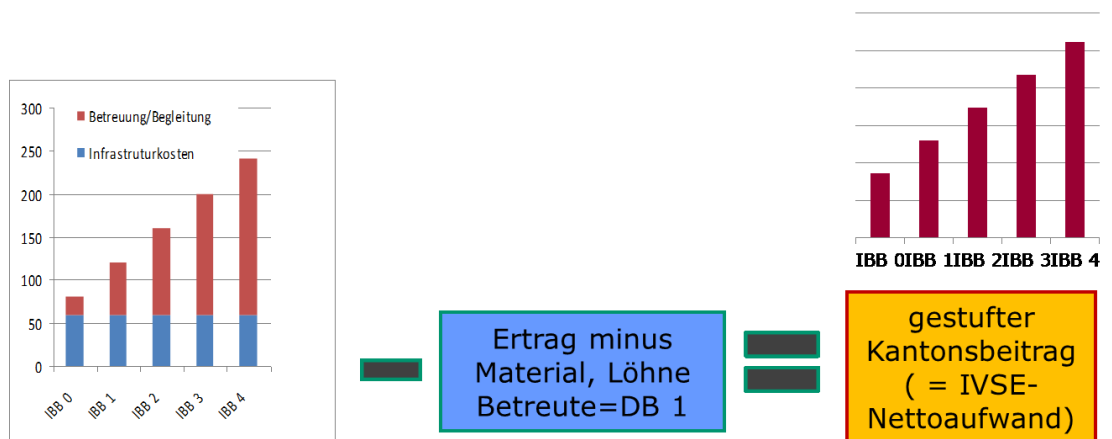 300
Betreuung/Begleitung
250
Infrastruturkosten
200
150
100
50
0
IBB 0
IBB 1
IBB 2
IBB 3
IBB 4
Ertrag minus
Material, Löhne
Betreute=DB 1
IBB 0IBB 1IBB 2IBB 3IBB 4
gestufter
Kantonsbeitrag
( = IVSE-
Nettoaufwand)